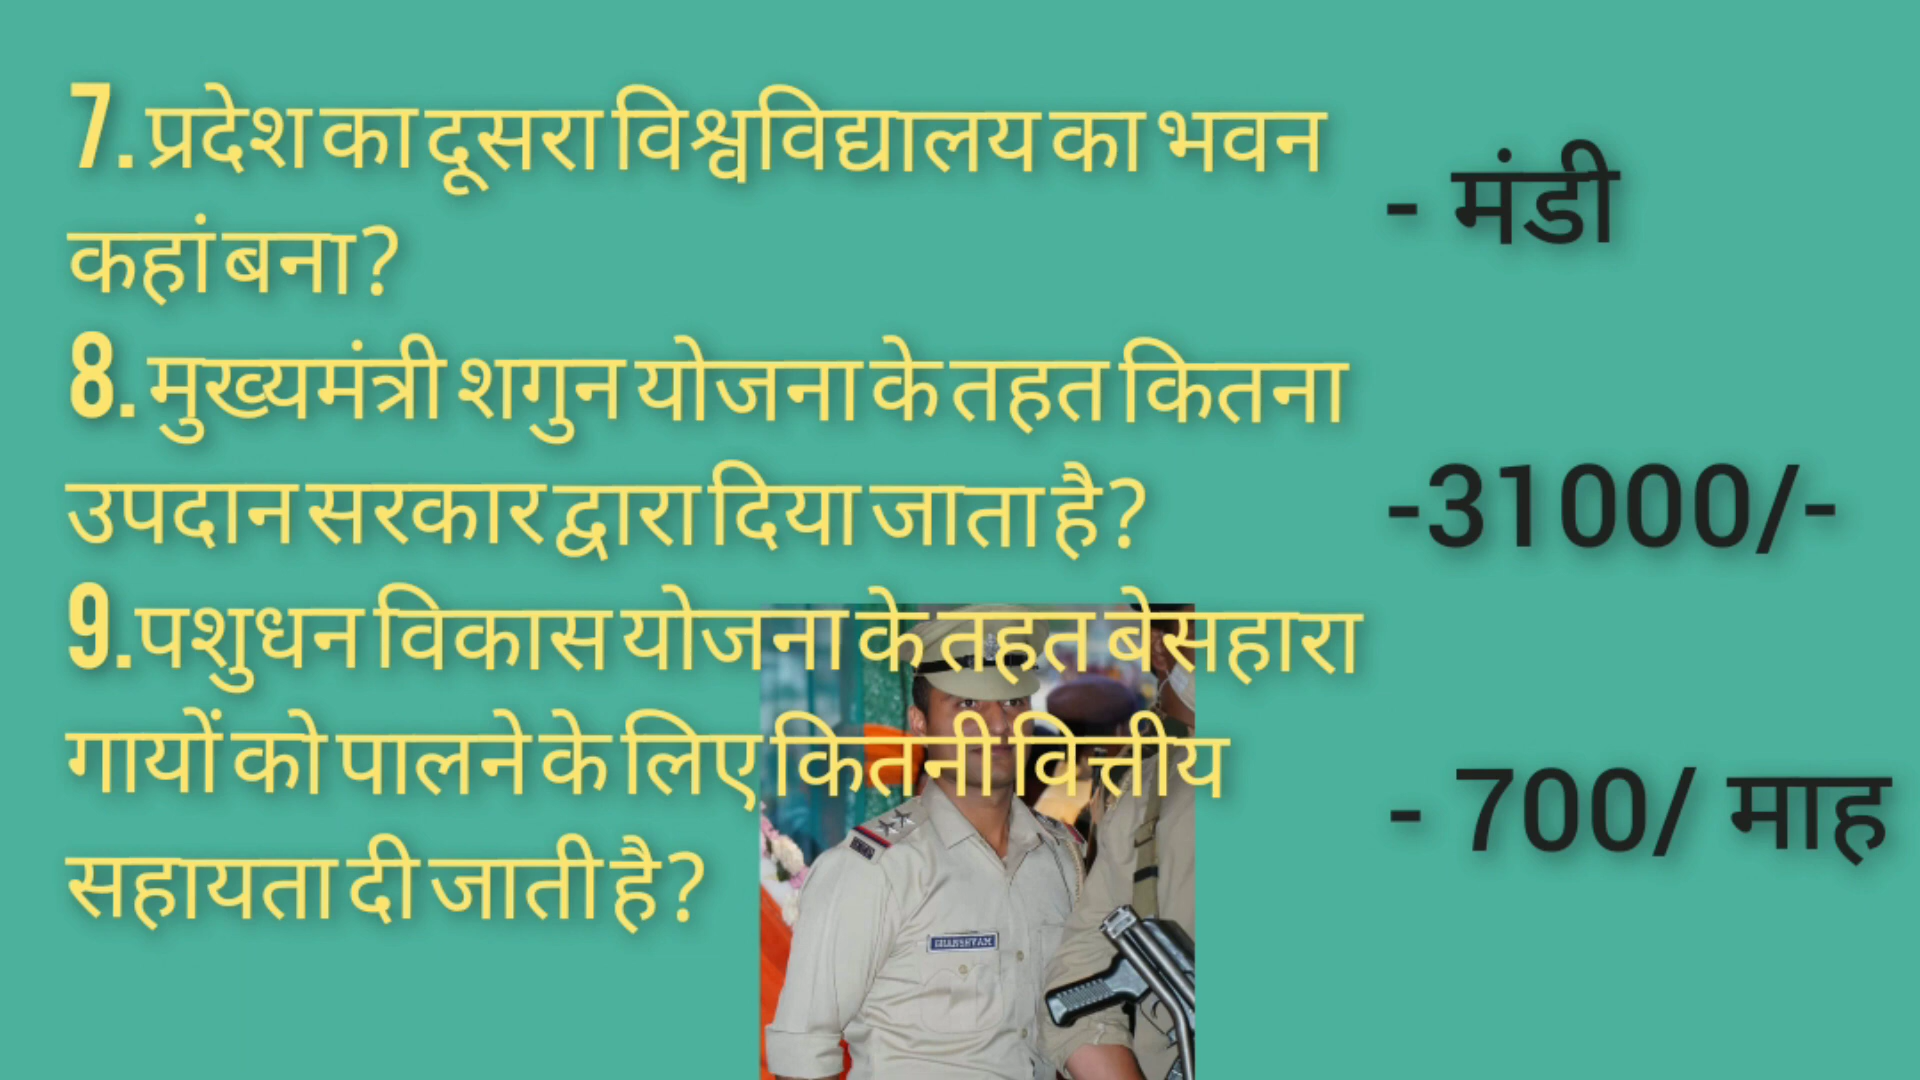 7. प्रदेश का दूसरा विश्वविद्यालय का भवन
कहां बना?
- मंडी
8. मुख्यमंत्री शगुन योजना के तहत कितना
उपदान सरकार द्वारा दिया जाता है?
-31000/-
9.पशुधन विकास योजना के तहत बेसहारा
गायों को पालने के लिए कितनी वित्तीय
सहायता दी जाती है?
- 700/ माह
GHANSHYAM